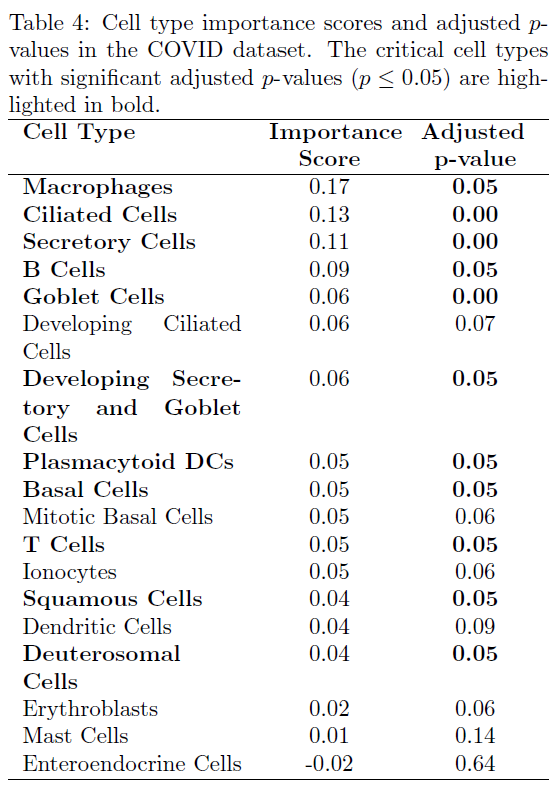 Table 4: Cell type importance scores and adjusted p-
values in the COVID dataset. The critical cell types
with significant adjusted p-values (p ≤ 0.05) are high-
lighted in bold.
Cell Type Importance Adjusted
Score p-value
Macrophages 0.17 0.05
Ciliated Cells 0.13 0.00
Secretory Cells 0.11 0.00
B Cells 0.09 0.05
Goblet Cells 0.06 0.00
Developing Ciliated 0.06 0.07
Cells
Developing Secre- 0.06 0.05
tory and Goblet
Cells
Plasmacytoid DCs 0.05 0.05
Basal Cells 0.05 0.05
Mitotic Basal Cells 0.05 0.06
T Cells 0.05 0.05
Ionocytes 0.05 0.06
Squamous Cells 0.04 0.05
Dendritic Cells 0.04 0.09
Deuterosomal 0.04 0.05
Cells
Erythroblasts 0.02 0.06
Mast Cells 0.01 0.14
Enteroendocrine Cells -0.02 0.64